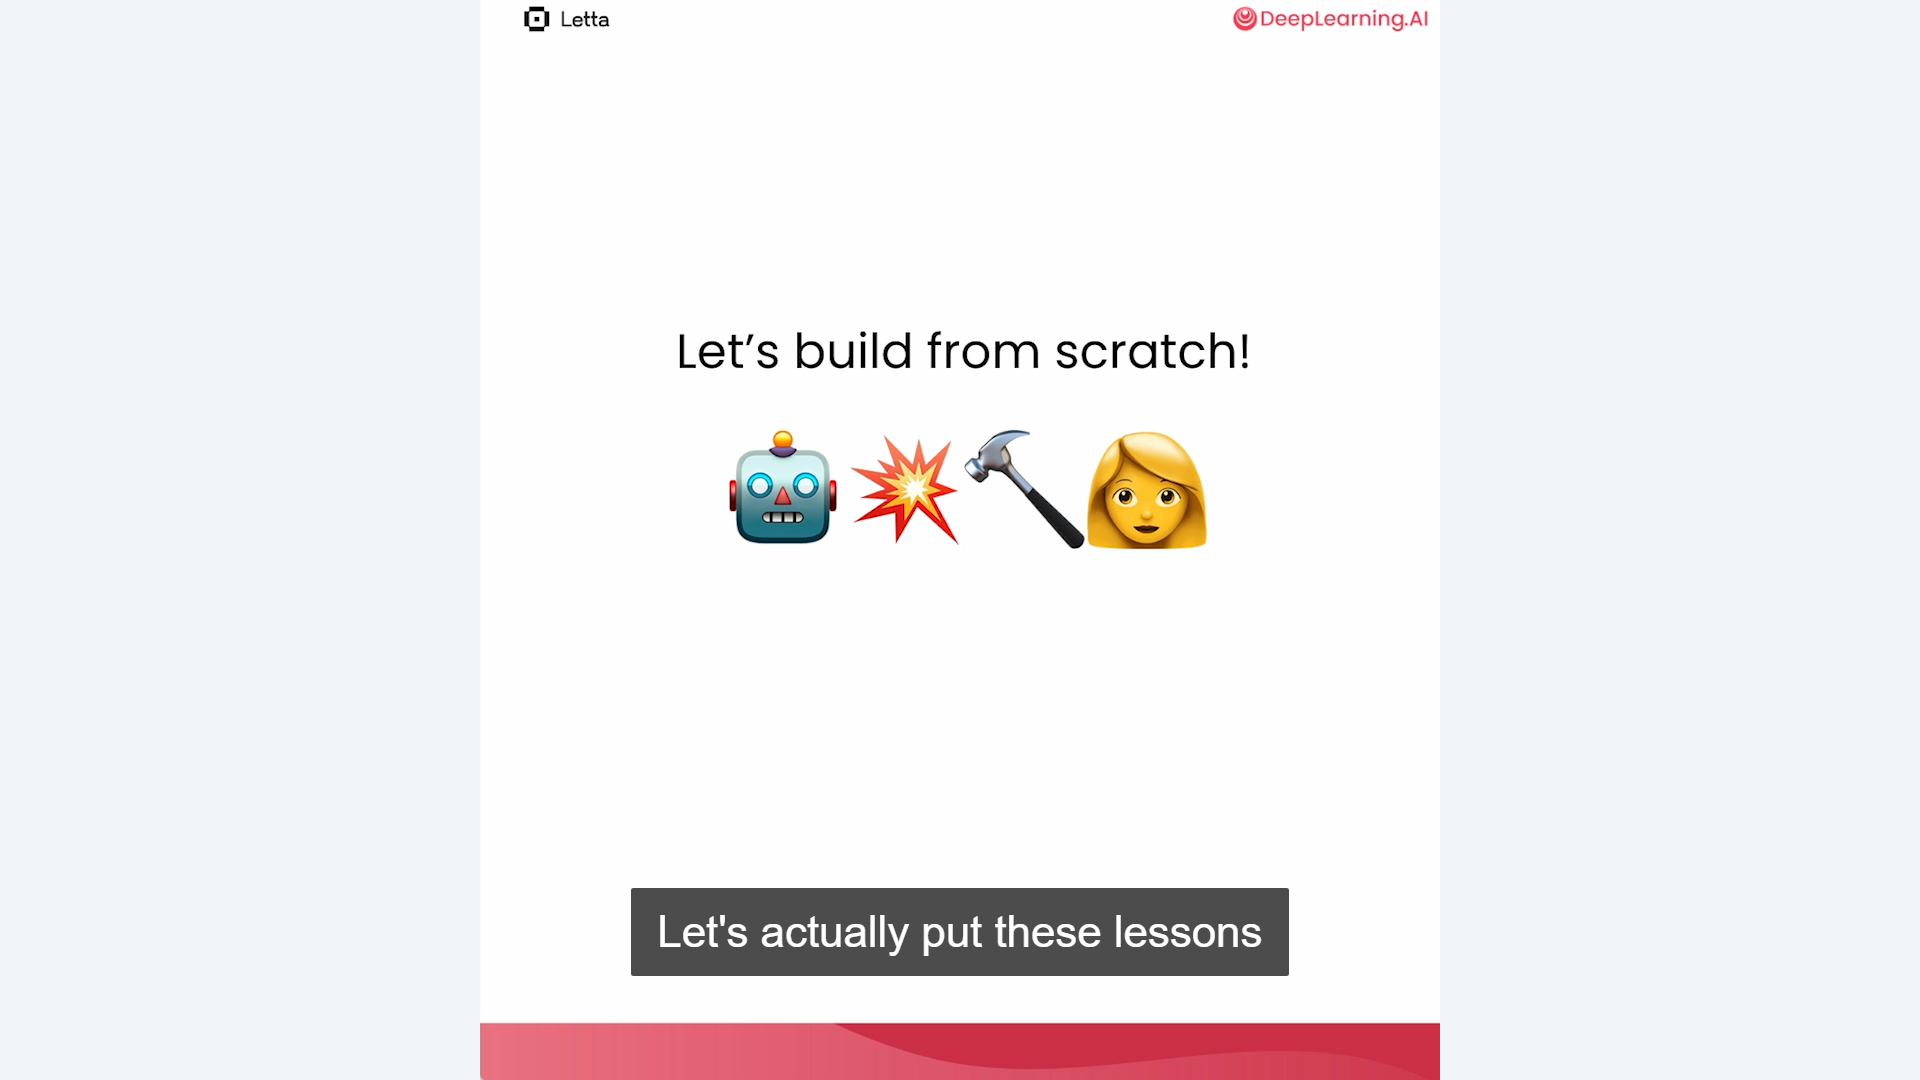 Letta
DeepLearning.AI
Let’s build from scratch!
Let's actually put these lessons